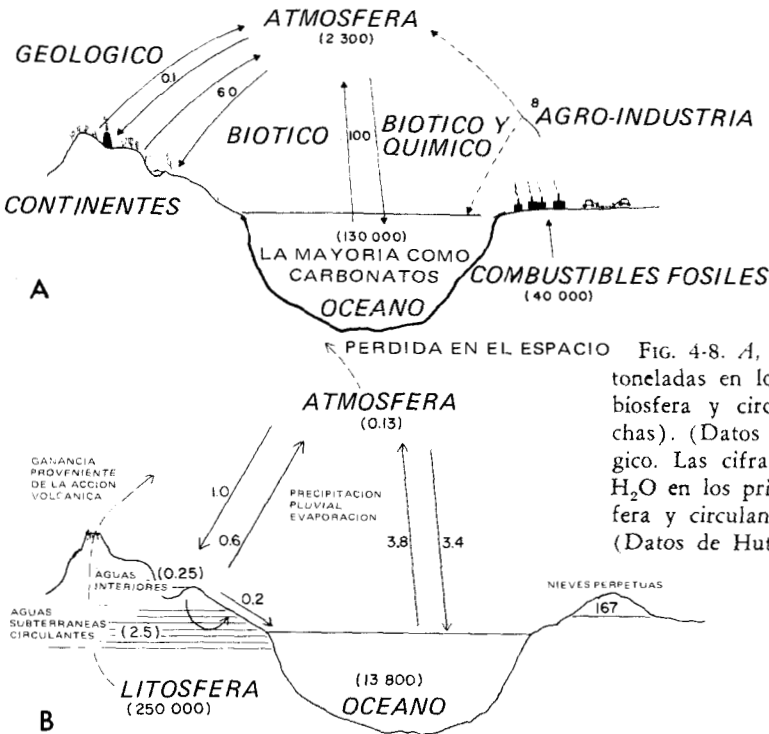 ATMOSFERA
(2 300)
GEOLOGICO
0.1
60
BIOTICO
100
BIOTICO Y
QUIMICO
8
AGRO-INDUSTRIA
CONTINENTES
(130 000)
LA MAYORIA COMO
CARBONATOS
OCEANO
COMBUSTIBLES FOSILES
(40 000)
A
PERDIDA EN EL ESPACIO
ATMOSFERA
(0.13)
GANANCIA
PROVENIENTE
DE LA ACCION
VOLCANICA
1.0
0.6
PRECIPITACION
PLUVIAL
EVAPORACION
3.8
3.4
AGUAS
INTERIORES
(0.25)
0.2
AGUAS
SUBTERRANEAS
CIRCULANTES
(2.5)
NIEVES PERPETUAS
167
LITOSFERA
(250 000)
(13 800)
OCEANO
B
FIG. 4-8. A,
toneladas en lo
biosfera y circ
chas). (Datos
gico. Las cifra
H₂O en los pri
fera y circulan
(Datos de Hut